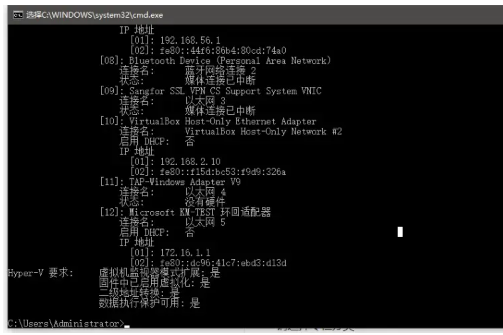 选择C:\WINDOWS\system32\cmd.exe
IP 地址
[01]: 192.168.56.1
[02]: fe80::44f6:86b4:80cd:74a0
[08]: Bluetooth Device (Personal Area Network)
连接名: 蓝牙网络连接 2
状态: 媒体连接已中断
[09]: Sangfor SSL VPN CS Support System VNIC
连接名: 以太网 3
状态: 媒体连接已中断
[10]: VirtualBox Host-Only Ethernet Adapter
连接名: VirtualBox Host-Only Network #2
启用 DHCP: 否
IP 地址
[01]: 192.168.2.10
[02]: fe80::f15d:bc53:f9d9:326a
[11]: TAP-Windows Adapter V9
连接名: 以太网 4
状态: 没有硬件
[12]: Microsoft KM-TEST 环回适配器
连接名: 以太网 5
启用 DHCP: 否
IP 地址
[01]: 172.16.1.1
[02]: fe80::dc96:41c7:ebd3:d13d
Hyper-V 要求: 虚拟机监视器模式扩展: 是
固件中已启用虚拟化: 是
二级地址转换: 是
数据执行保护可用: 是
C:\Users\Administrator>